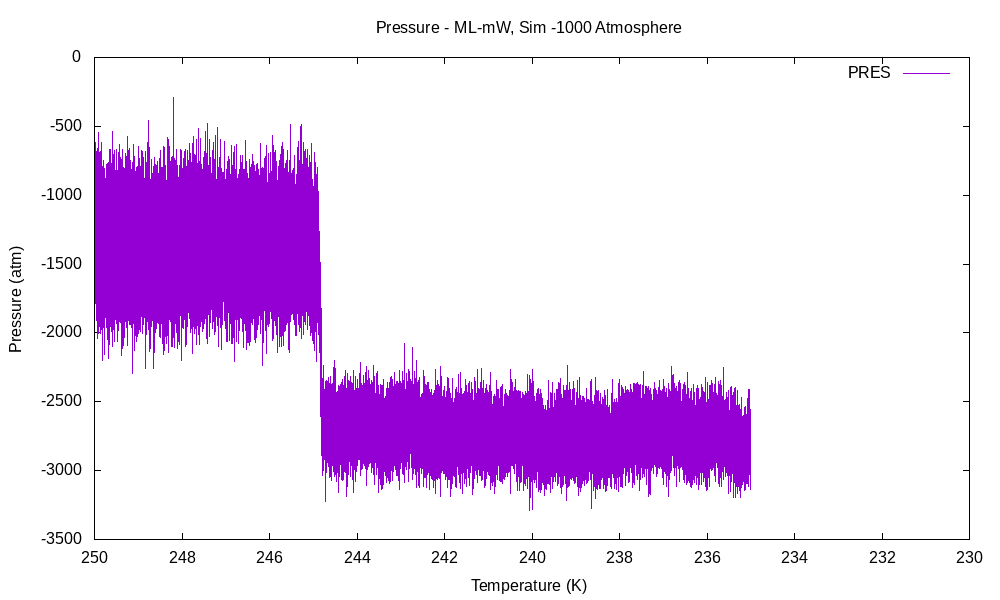 Pressure - ML-mW, Sim -1000 Atmosphere
PRES
Pressure (atm)
0
-500
-1000
-1500
-2000
-2500
-3000
-3500
250 248 246 244 242 240 238 236 234 232 230
Temperature (K)